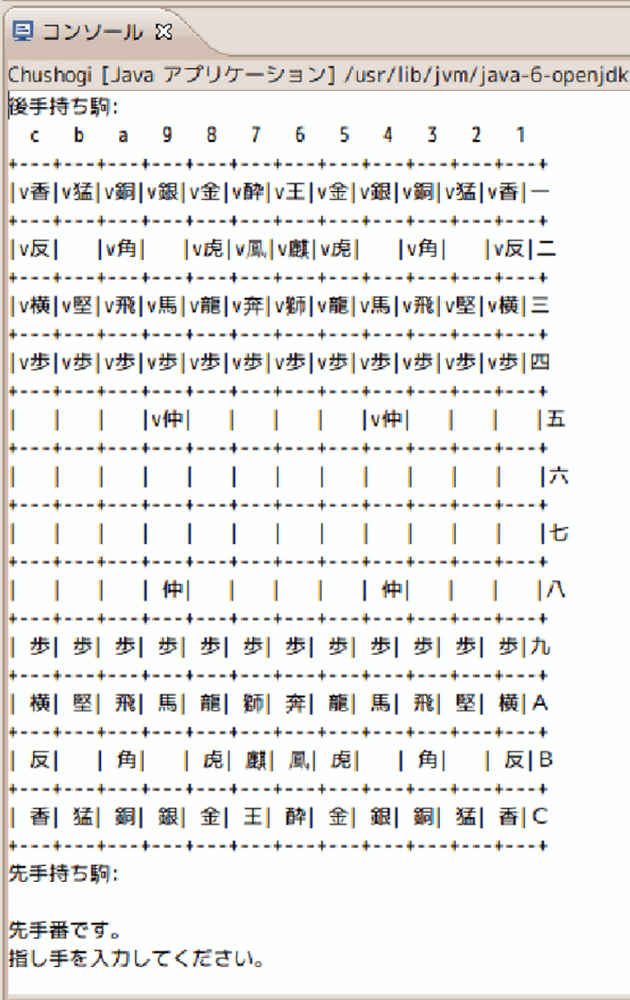 コンソール
Chushogi [Java アプリケーション] /usr/lib/jvm/java-6-openjdk
後手持ち駒:
c b a 9 8 7 6 5 4 3 2 1
+---+---+---+---+---+---+---+---+---+---+---+---+
|v香|v猛|v銅|v銀|v金|v酔|v王|v金|v銀|v銅|v猛|v香|一
+---+---+---+---+---+---+---+---+---+---+---+---+
|v反|   |v角|   |v虎|v鳳|v麒|v虎|   |v角|   |v反|二
+---+---+---+---+---+---+---+---+---+---+---+---+
|v横|v堅|v飛|v馬|v龍|v奔|v獅|v龍|v馬|v飛|v堅|v横|三
+---+---+---+---+---+---+---+---+---+---+---+---+
|v歩|v歩|v歩|v歩|v歩|v歩|v歩|v歩|v歩|v歩|v歩|v歩|四
+---+---+---+---+---+---+---+---+---+---+---+---+
|   |   |   |v仲|   |   |   |   |v仲|   |   |   |五
+---+---+---+---+---+---+---+---+---+---+---+---+
|   |   |   |   |   |   |   |   |   |   |   |   |六
+---+---+---+---+---+---+---+---+---+---+---+---+
|   |   |   |   |   |   |   |   |   |   |   |   |七
+---+---+---+---+---+---+---+---+---+---+---+---+
|   |   |   | 仲|   |   |   |   | 仲|   |   |   |八
+---+---+---+---+---+---+---+---+---+---+---+---+
| 歩| 歩| 歩| 歩| 歩| 歩| 歩| 歩| 歩| 歩| 歩| 歩|九
+---+---+---+---+---+---+---+---+---+---+---+---+
| 横| 堅| 飛| 馬| 龍| 獅| 奔| 龍| 馬| 飛| 堅| 横|A
+---+---+---+---+---+---+---+---+---+---+---+---+
| 反|   | 角|   | 虎| 麒| 鳳| 虎|   | 角|   | 反|B
+---+---+---+---+---+---+---+---+---+---+---+---+
| 香| 猛| 銅| 銀| 金| 王| 酔| 金| 銀| 銅| 猛| 香|C
+---+---+---+---+---+---+---+---+---+---+---+---+
先手持ち駒:
先手番です。
指し手を入力してください。